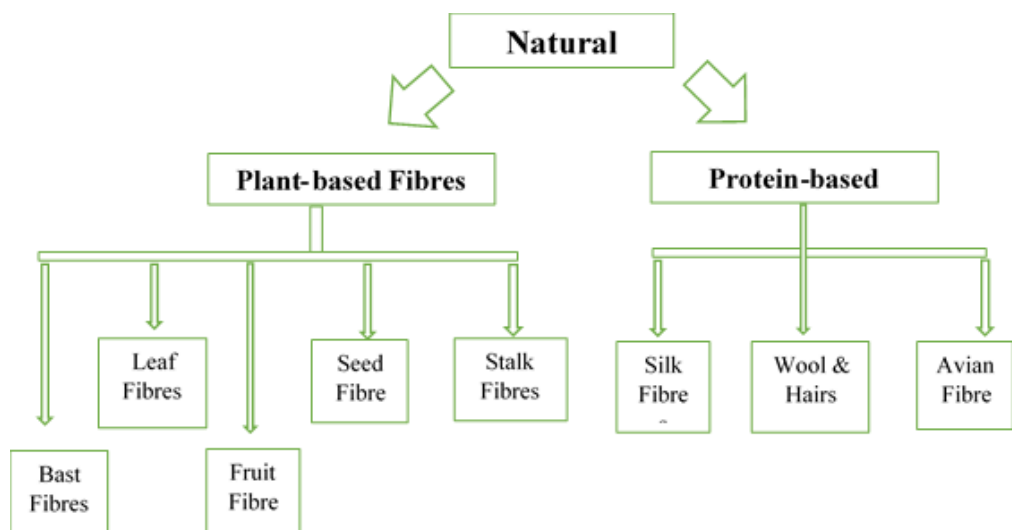 Natural
Plant-based Fibres
Protein-based
Leaf
Fibres
Seed
Fibre
Stalk
Fibres
Silk
Fibre
Wool &
Hairs
Avian
Fibre
Bast
Fibres
Fruit
Fibre